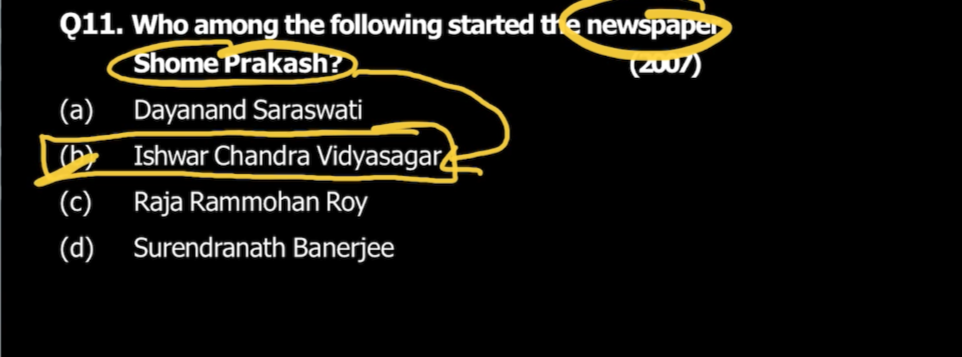 Q11. Who among the following started the newspaper
Shome Prakash? (2007)
(a) Dayanand Saraswati
(b) Ishwar Chandra Vidyasagar
(c) Raja Rammohan Roy
(d) Surendranath Banerjee